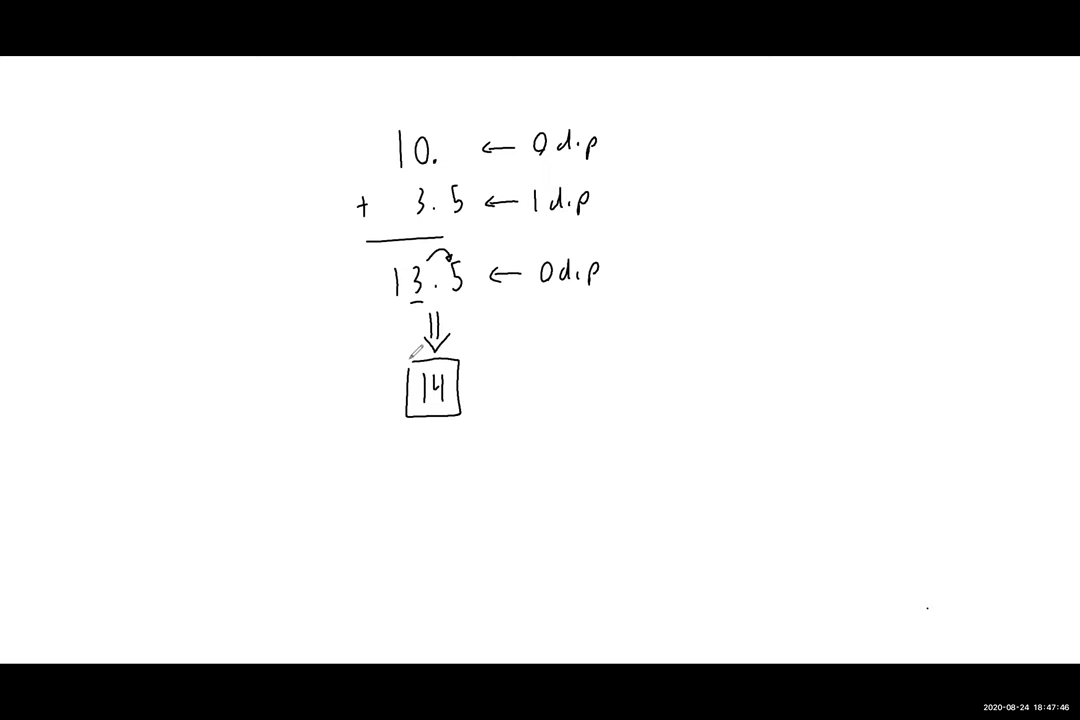 10. ← 0 d.p
+ 3.5 ← 1 d.p
13.5 ← 0 d.p
⇓
14
2020-08-24 18:47:46